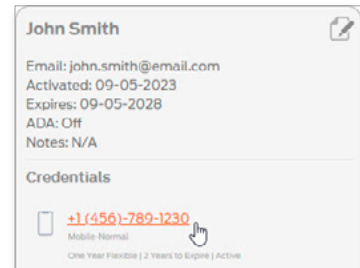 John Smith
Email: john.smith@email.com
Activated: 09-05-2023
Expires: 09-05-2028
ADA: Off
Notes: N/A
Credentials
+1 (456)-789-1230
Mobile-Normal
One Year Flexible | 2 Years to Expire | Active